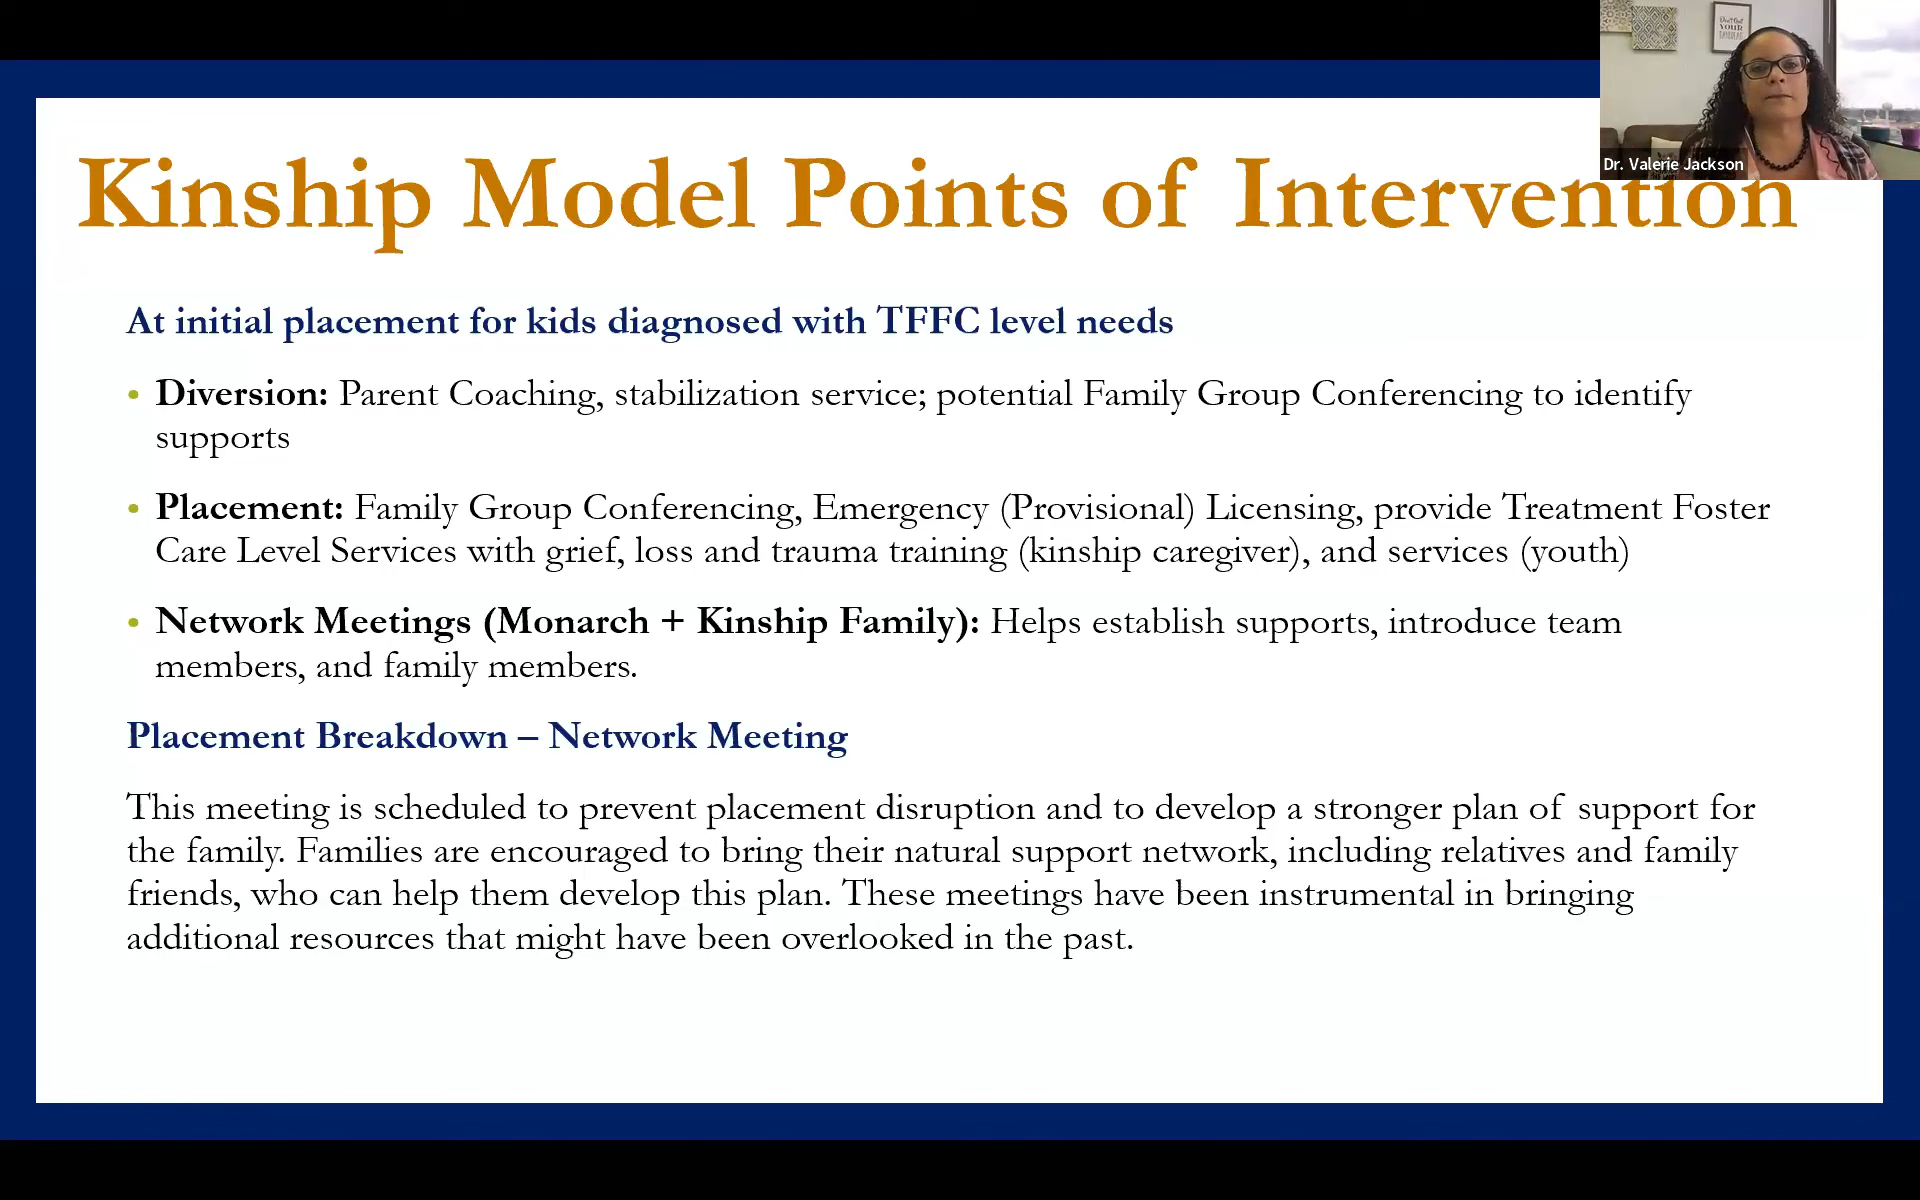 Don't Quit
YOUR
DAYDREAM
Dr. Valerie Jackson
Kinship Model Points of Intervention
At initial placement for kids diagnosed with TFFC level needs
• Diversion: Parent Coaching, stabilization service; potential Family Group Conferencing to identify
supports
• Placement: Family Group Conferencing, Emergency (Provisional) Licensing, provide Treatment Foster
Care Level Services with grief, loss and trauma training (kinship caregiver), and services (youth)
• Network Meetings (Monarch + Kinship Family): Helps establish supports, introduce team
members, and family members.
Placement Breakdown – Network Meeting
This meeting is scheduled to prevent placement disruption and to develop a stronger plan of support for
the family. Families are encouraged to bring their natural support network, including relatives and family
friends, who can help them develop this plan. These meetings have been instrumental in bringing
additional resources that might have been overlooked in the past.